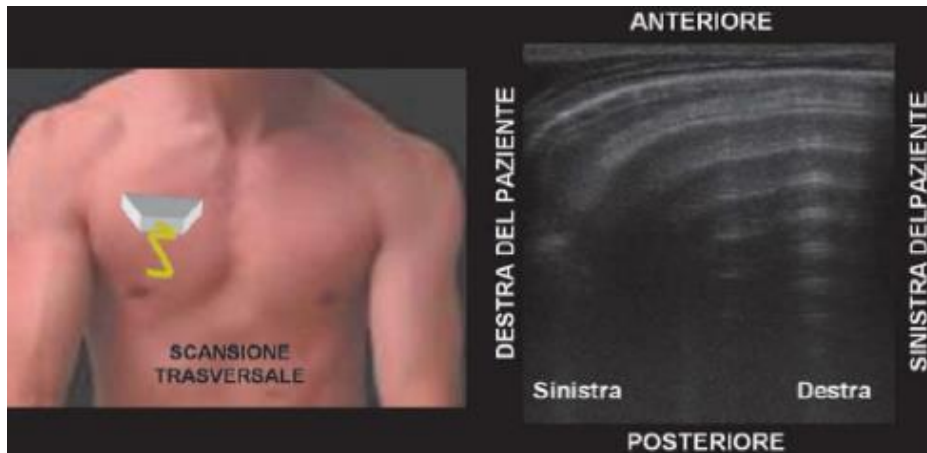 ANTERIORE
DESTRA DEL PAZIENTE
SINISTRA DELPAZIENTE
SCANSIONE
TRASVERSALE
Sinistra
Destra
POSTERIORE